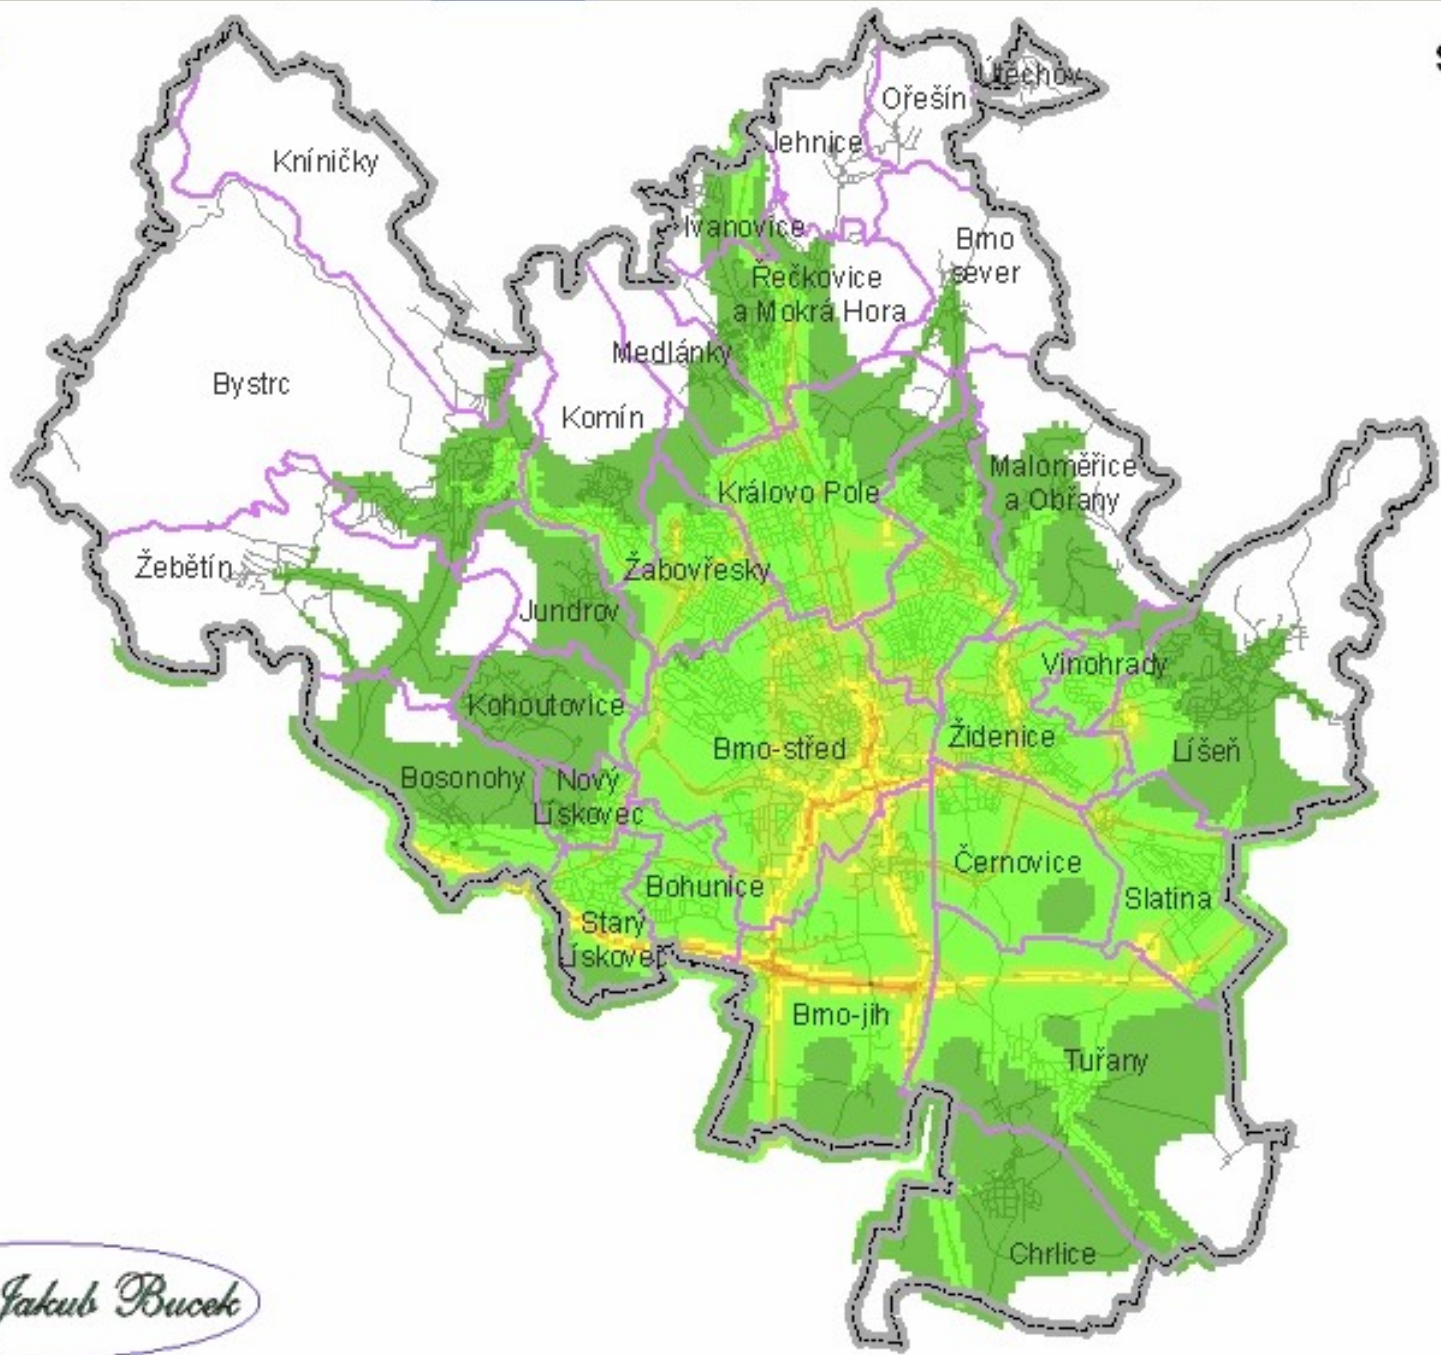 S
Útěchov
Ořešín
Jehnice
Kníničky
Ivanovice
Brno
sever
Řečkovice
a Mokrá Hora
Medlánky
Bystrc
Komín
Maloměřice
a Obřany
Královo Pole
Žebětín
Žabovřesky
Jundrov
Vinohrady
Kohoutovice
Židenice
Brno-střed
Líšeň
Bosonohy
Nový
Lískovec
Černovice
Bohunice
Slatina
Starý
Lískovec
Brno-jih
Tuřany
Chrlice
Jakub Bucek